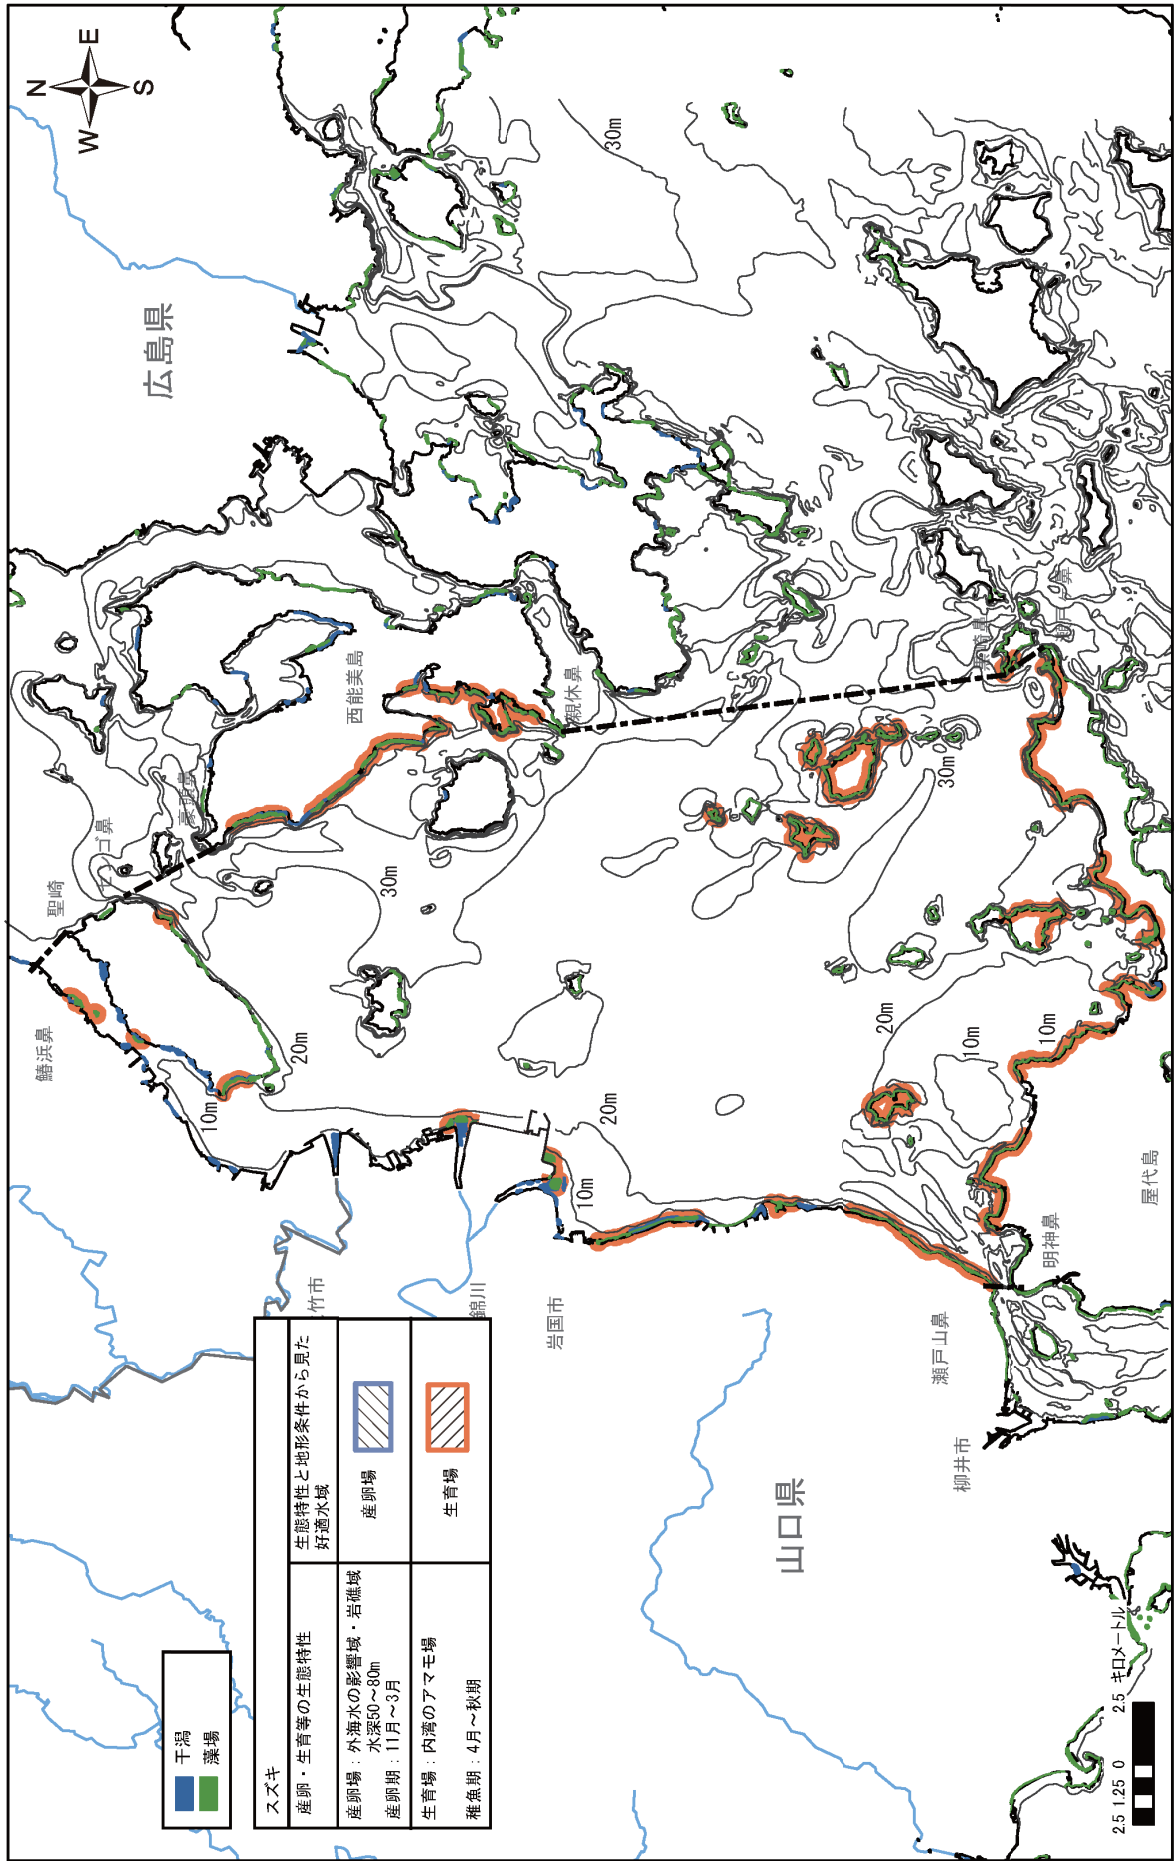 N
W
E
S
広島県
山口県
聖崎
鰆浜鼻
西能美島
親休鼻
黒崎鼻
竹市
錦川
岩国市
瀬戸山鼻
柳井市
明神鼻
屋代島
10m
20m
30m
30m
30m
10m
20m
20m
10m
10m
干潟
藻場
スズキ
産卵・生育等の生態特性
生態特性と地形条件から見た
好適水域
産卵場：外海水の影響域・岩礁域
水深50～80m
産卵期：11月～3月
産卵場
生育場：内湾のアマモ場
稚魚期：4月～秋期
生育場
2.5 1.25 0 2.5 キロメートル